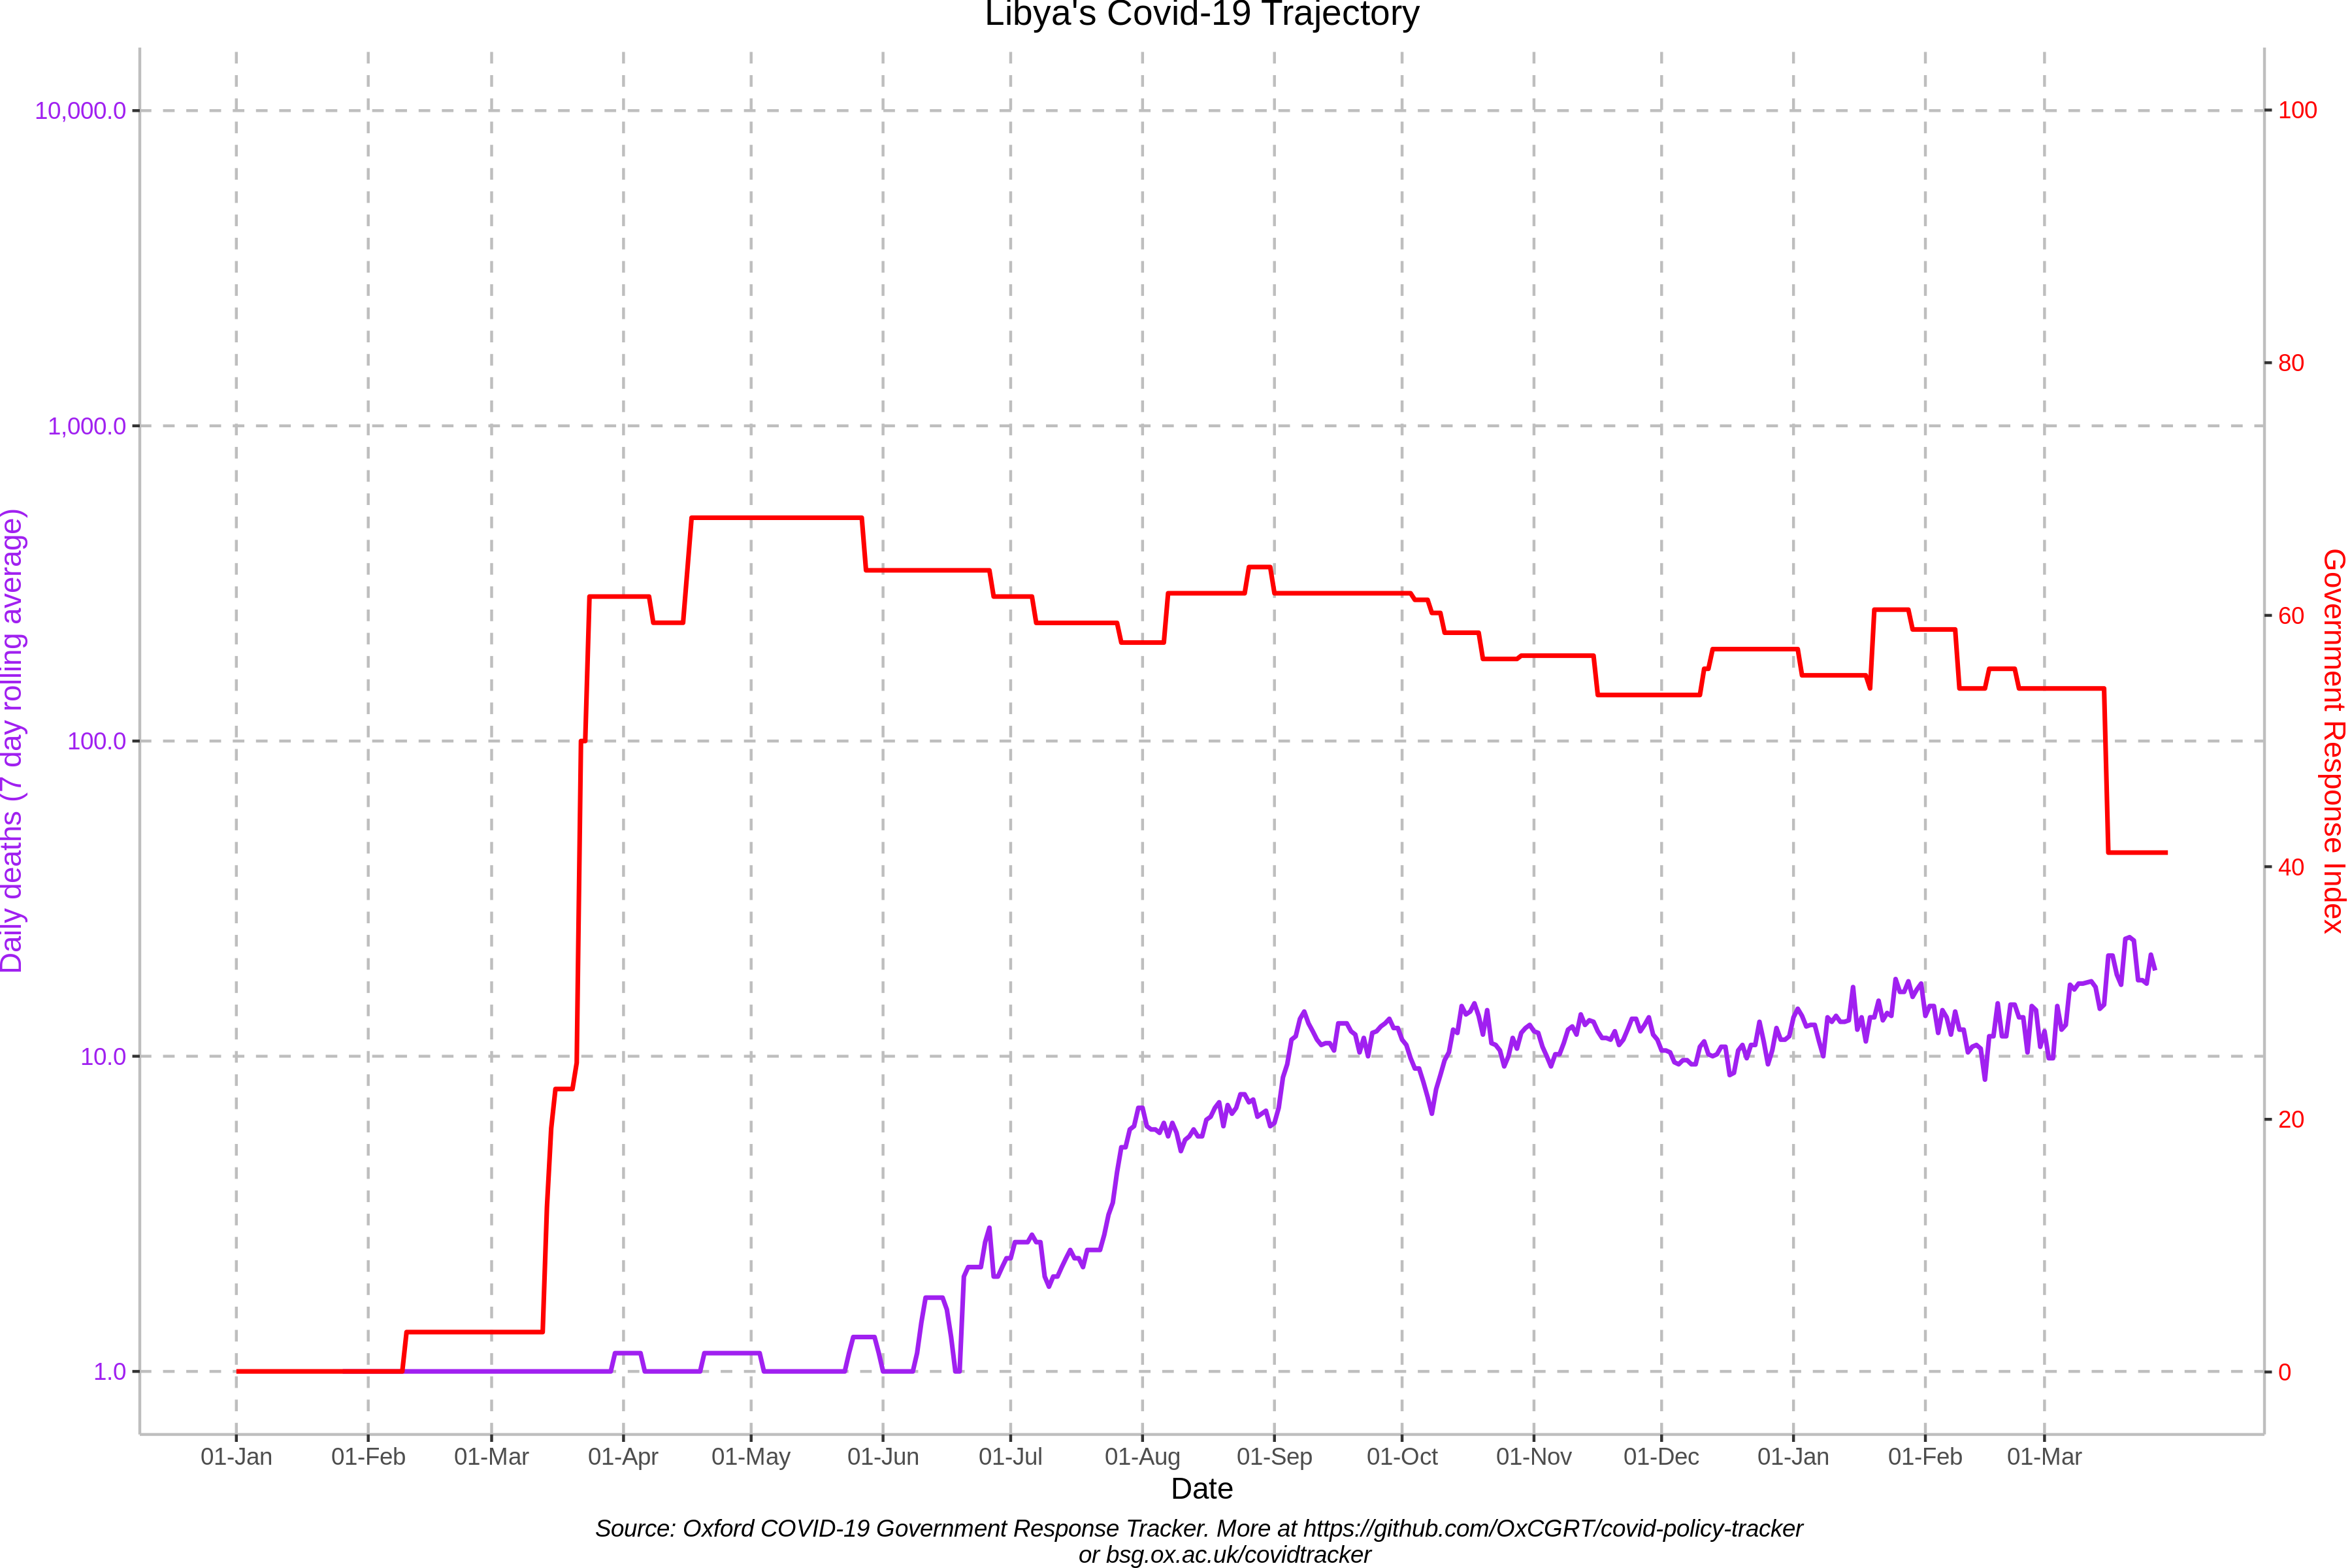 Libya's Covid-19 Trajectory
10,000.0
1,000.0
100.0
10.0
1.0
Daily deaths (7 day rolling average)
100
80
60
40
20
0
Government Response Index
01-Jan
01-Feb
01-Mar
01-Apr
01-May
01-Jun
01-Jul
01-Aug
01-Sep
01-Oct
01-Nov
01-Dec
01-Jan
01-Feb
01-Mar
Date
Source: Oxford COVID-19 Government Response Tracker. More at https://github.com/OxCGRT/covid-policy-tracker
or bsg.ox.ac.uk/covidtracker